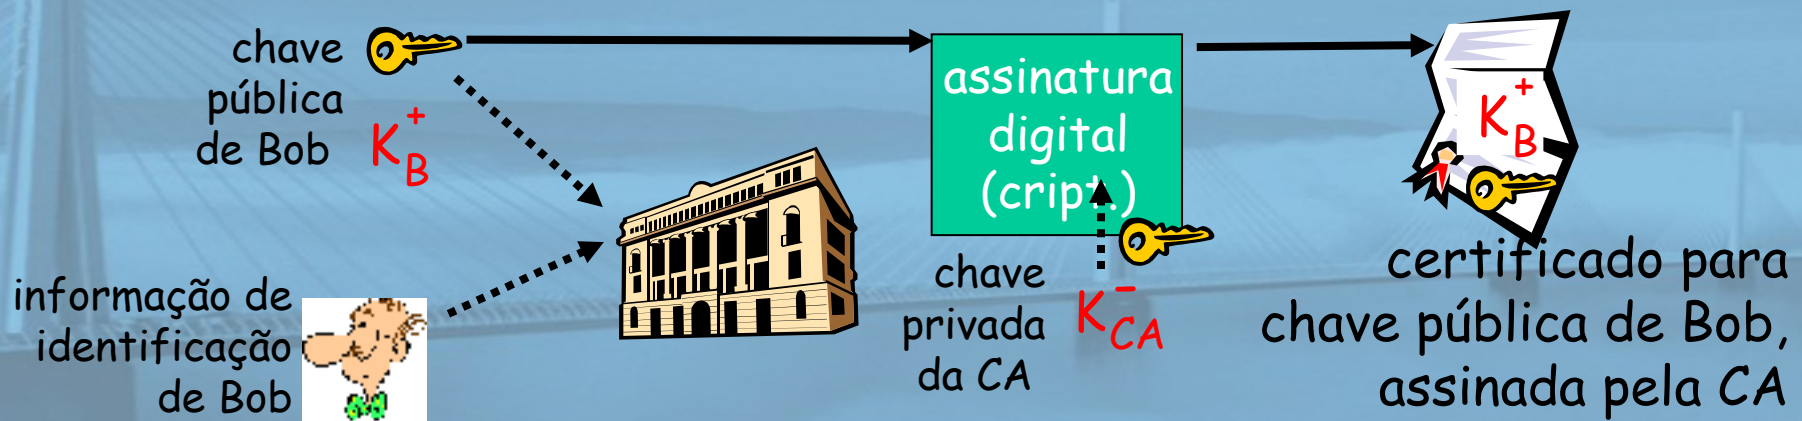 chave
pública
de Bob
K
+
B
informação de
identificação
de Bob
assinatura
digital
(cript.)
chave
privada
da CA
K
-
CA
K
+
B
certificado para
chave pública de Bob,
assinada pela CA